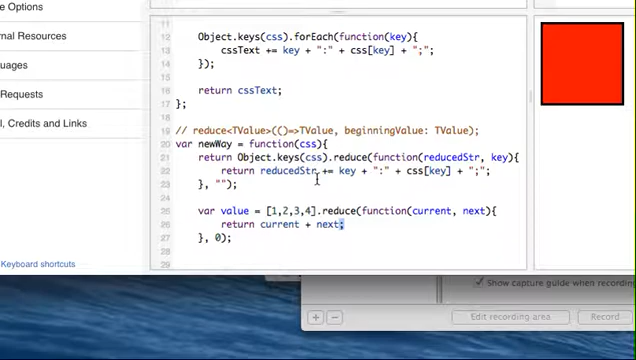 e Options
rnal Resources
uages
Requests
l, Credits and Links
Keyboard shortcuts
11
12 Object.keys(css).forEach(function(key){
13 cssText += key + ":" + css[key] + ";";
14 });
15
16 return cssText;
17 };
18
19 // reduce<TValue>(()=>TValue, beginningValue: TValue);
20 var newWay = function(css){
21 return Object.keys(css).reduce(function(reducedStr, key){
22 return reducedStr += key + ":" + css[key] + ";";
23 }, "");
24
25 var value = [1,2,3,4].reduce(function(current, next){
26 return current + next;
27 }, 0);
28
29
Show capture guide when recording
Edit recording area
Record